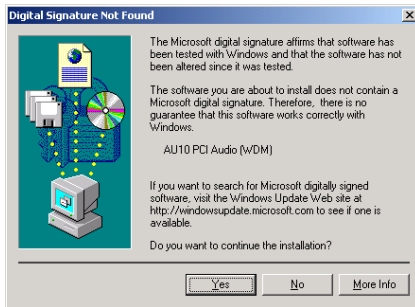 Digital Signature Not Found
The Microsoft digital signature affirms that software has
been tested with Windows and that the software has not
been altered since it was tested.
The software you are about to install does not contain a
Microsoft digital signature. Therefore, there is no
guarantee that this software works correctly with
Windows.
AU10 PCI Audio (WDM)
If you want to search for Microsoft digitally signed
software, visit the Windows Update Web site at
http://windowsupdate.microsoft.com to see if one is
available.
Do you want to continue the installation?
Yes No More Info